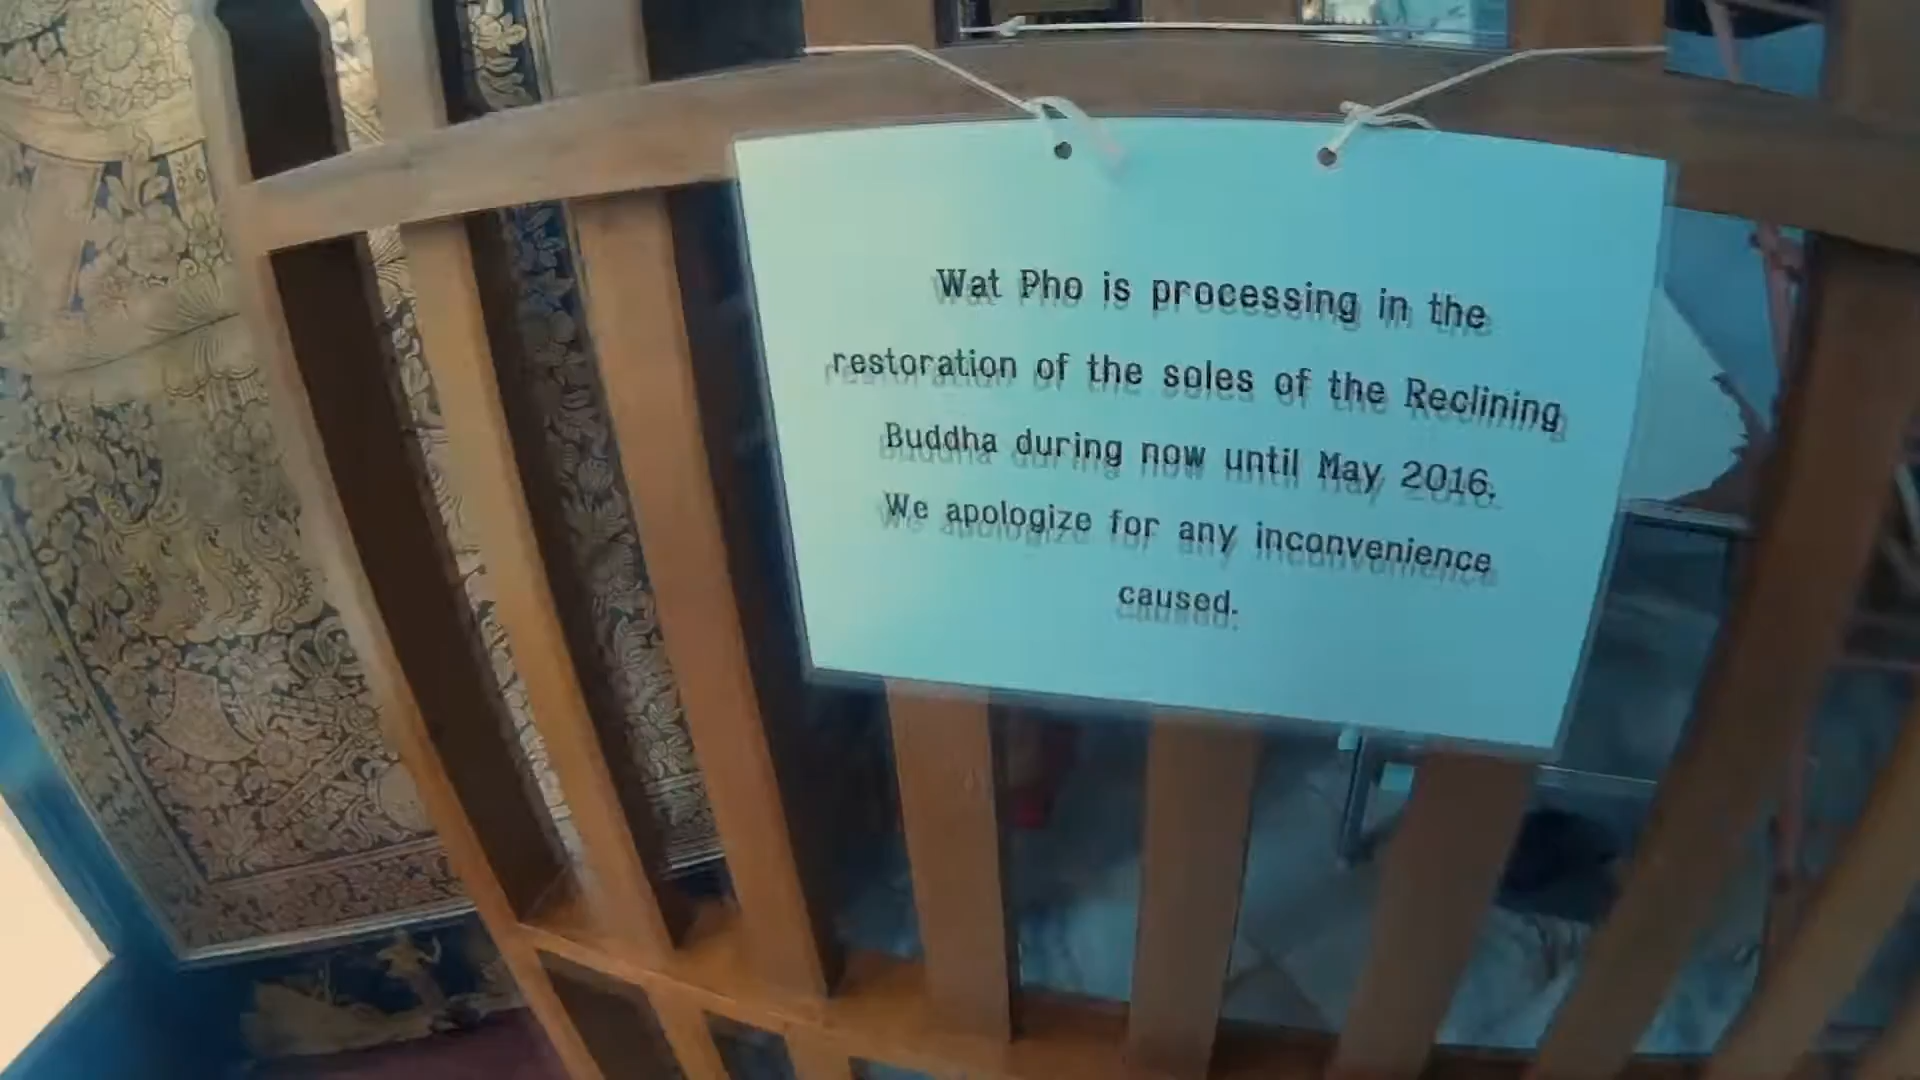 Wat Pho is processing in the
restoration of the soles of the Reclining
Buddha during now until May 2016.
We apologize for any inconvenience
caused.